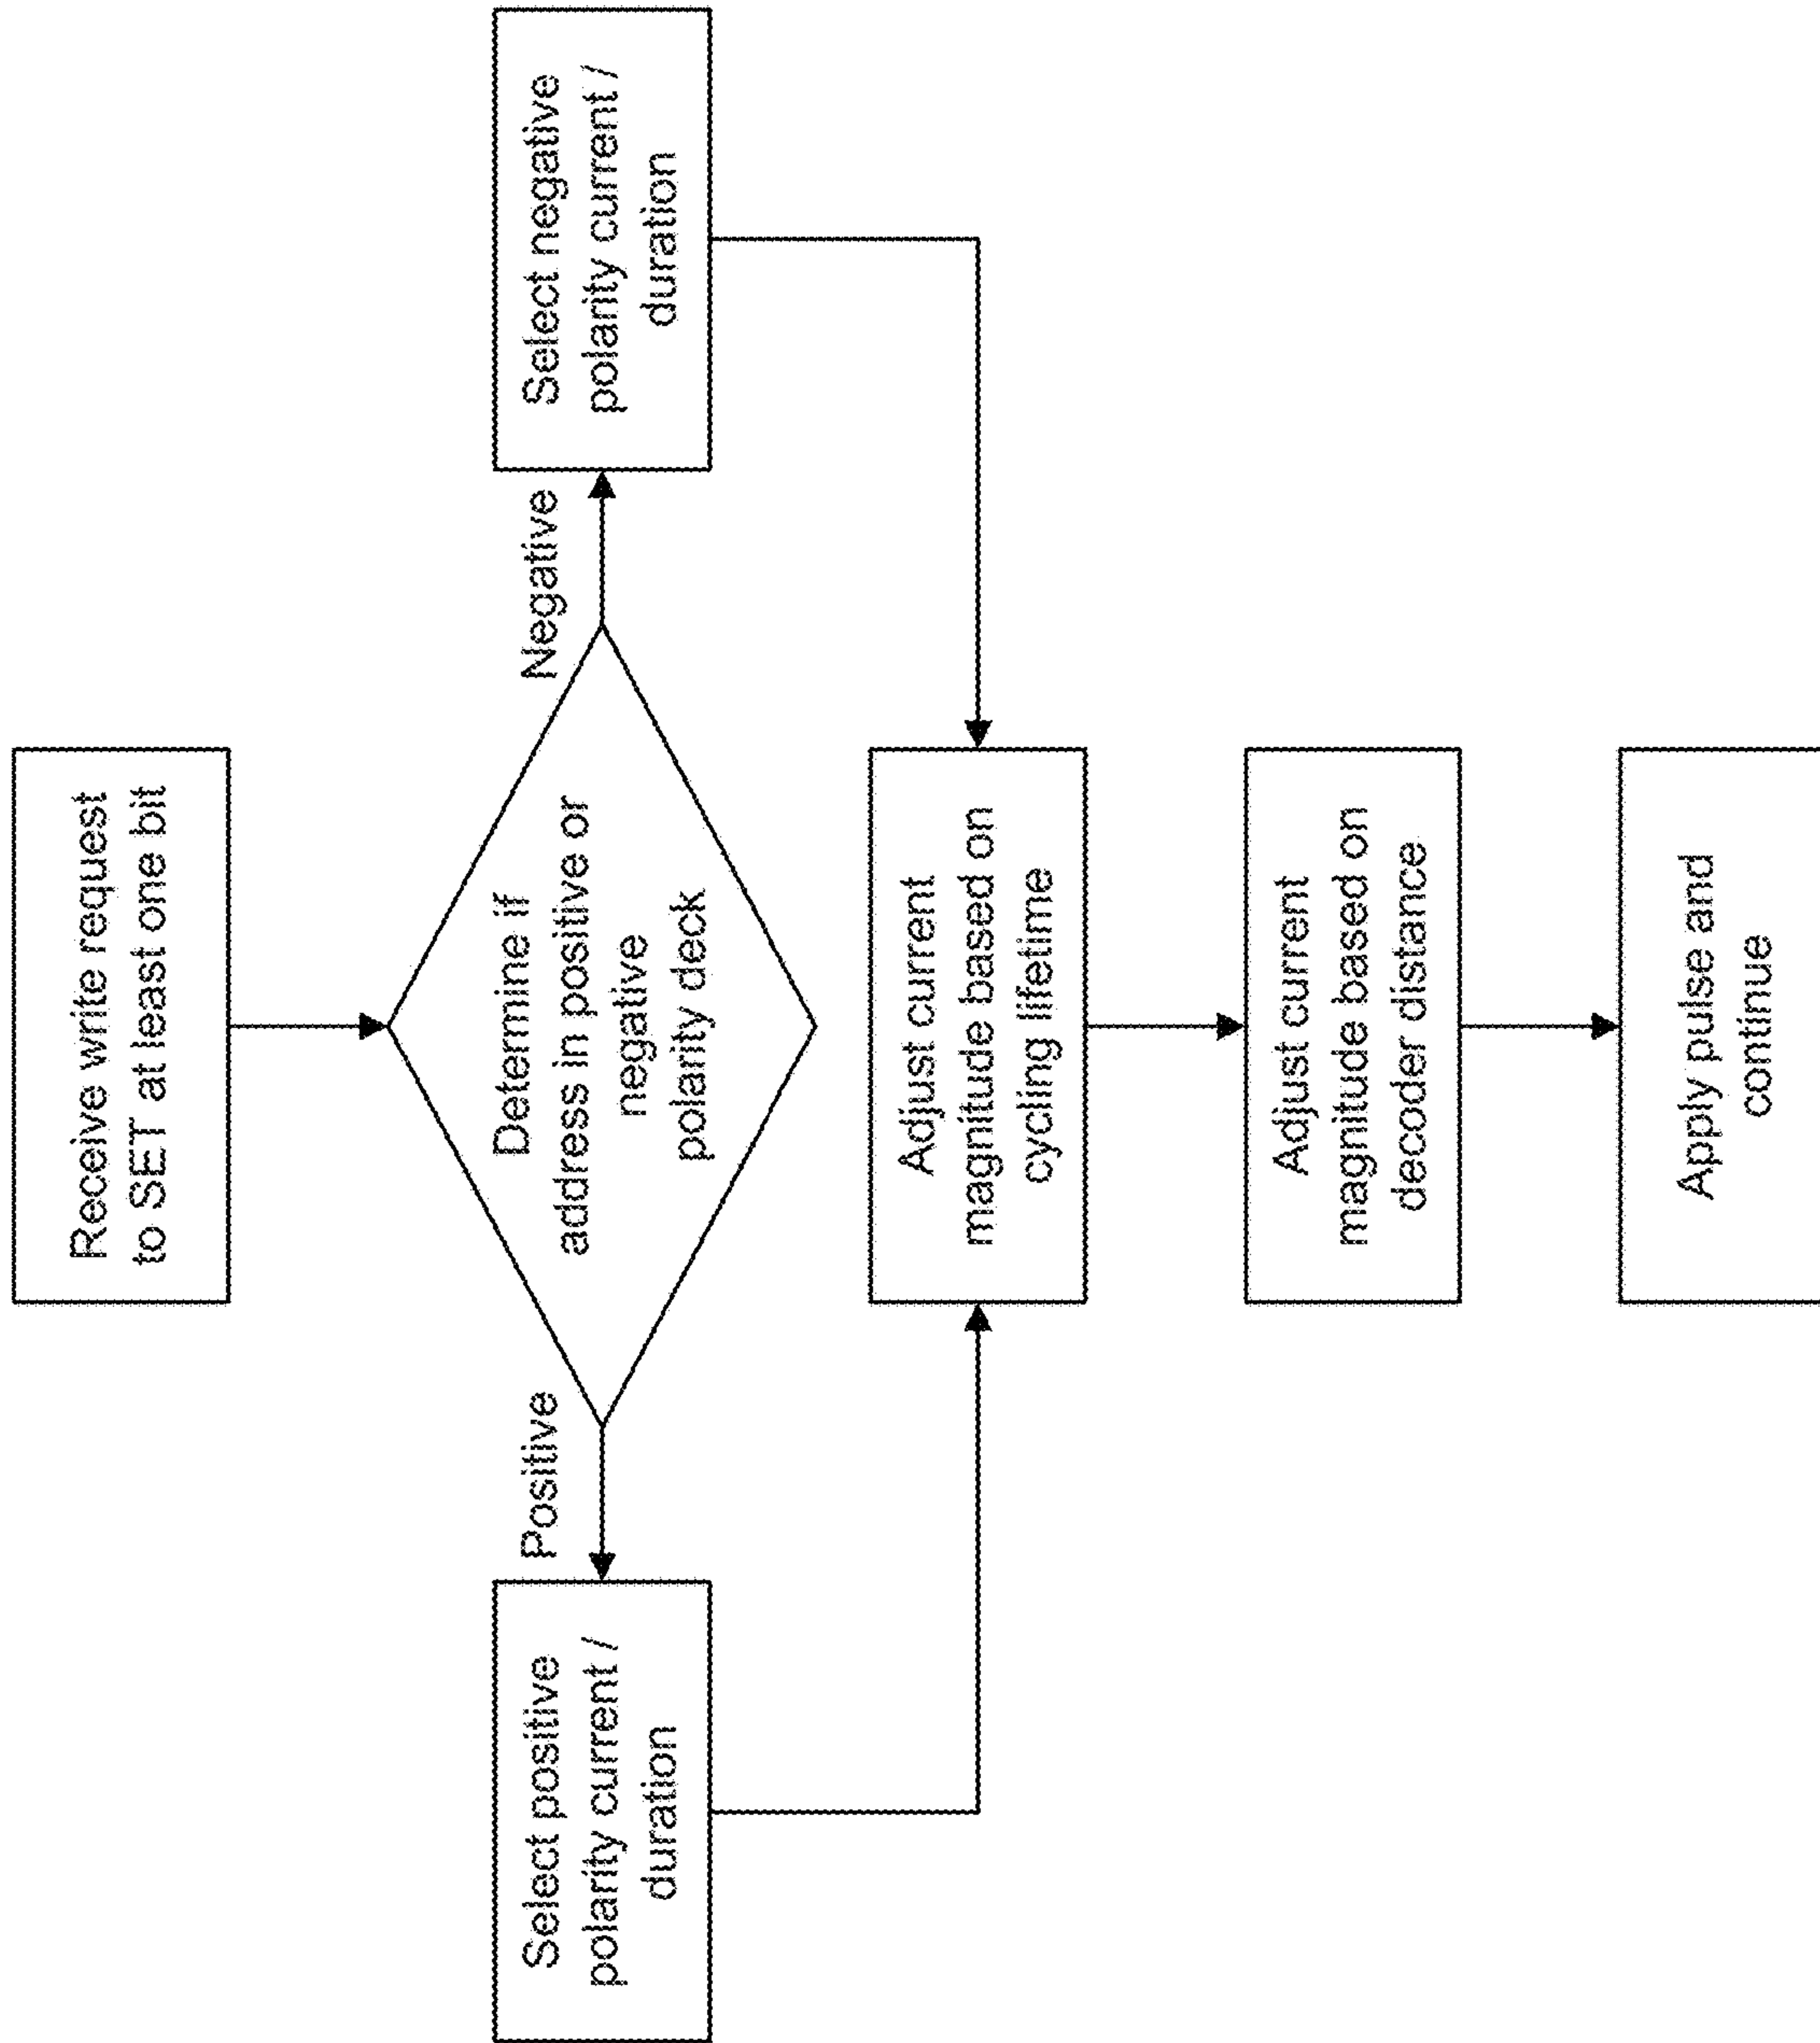 Receive write request
to SET at least one bit
Determine if
address in positive or
negative
polarity deck
Positive
Negative
Select positive
polarity current /
duration
Select negative
polarity current /
duration
Adjust current
magnitude based on
cycling lifetime
Adjust current
magnitude based on
decoder distance
Apply pulse and
continue